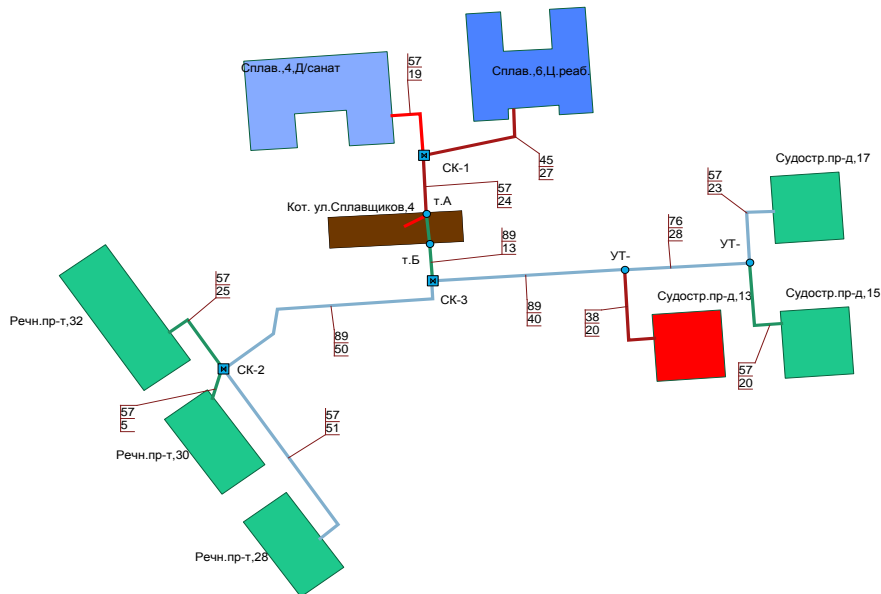 57
19
Сплав.,4,Д/санат
Сплав.,6,Ц.реаб.
45
27
СК-1
57
24
Судостр.пр-д,17
57
23
Кот. ул.Сплавщиков,4
т.А
76
28
УТ-
УТ-
т.Б
89
13
57
25
СК-3
Судостр.пр-д,13
Судостр.пр-д,15
Речн.пр-т,32
89
50
89
40
38
20
57
20
СК-2
57
5
57
51
Речн.пр-т,30
Речн.пр-т,28